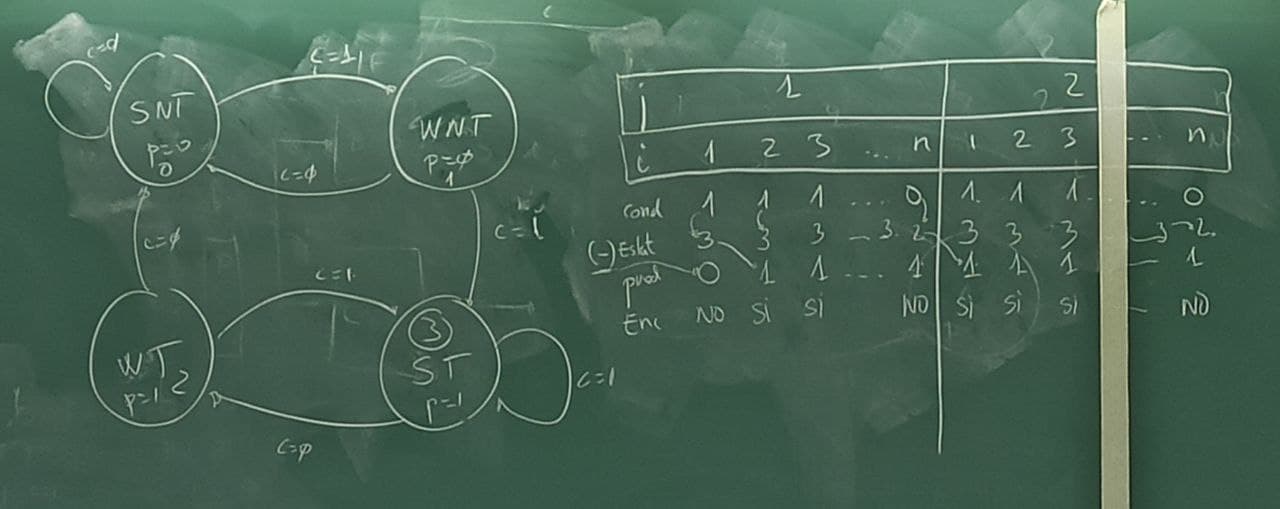 c=ø
c=1
SNT
p=0
0
WNT
p=ø
1
c=ø
c=ø
c=1
c=1
WT 2
p=1
3
ST
p=1
c=1
c=ø
j 1 2
i 1 2 3 ... n 1 2 3 ... n
cond 1 1 1 .... 0 1 1 1 ...... 0
(-) Estat 3 3 3 - 3. 2 3 3 3 - 3 2.
pred 0 1 1 .... 1 1 1 1 - 1
Enc NO SI SI NO SI SI SI - NO